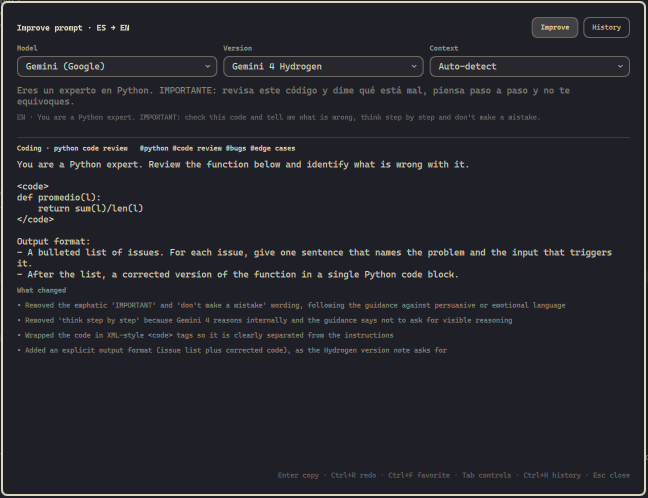 Improve prompt · ES → EN
Improve
History
Model
Version
Context
Gemini (Google)
Gemini 4 Hydrogen
Auto-detect
Eres un experto en Python. IMPORTANTE: revisa este código y dime qué está mal, piensa paso a paso y no te
equivoques.
EN · You are a Python expert. IMPORTANT: check this code and tell me what is wrong, think step by step and don't make a mistake.
Coding · python code review #python #code review #bugs #edge cases
You are a Python expert. Review the function below and identify what is wrong with it.
<code>
def promedio(l):
    return sum(l)/len(l)
</code>
Output format:
- A bulleted list of issues. For each issue, give one sentence that names the problem and the input that triggers
it.
- After the list, a corrected version of the function in a single Python code block.
What changed
• Removed the emphatic 'IMPORTANT' and 'don't make a mistake' wording, following the guidance against persuasive or emotional language
• Removed 'think step by step' because Gemini 4 reasons internally and the guidance says not to ask for visible reasoning
• Wrapped the code in XML-style <code> tags so it is clearly separated from the instructions
• Added an explicit output format (issue list plus corrected code), as the Hydrogen version note asks for
Enter copy · Ctrl+R redo · Ctrl+F favorite · Tab controls · Ctrl+H history · Esc close